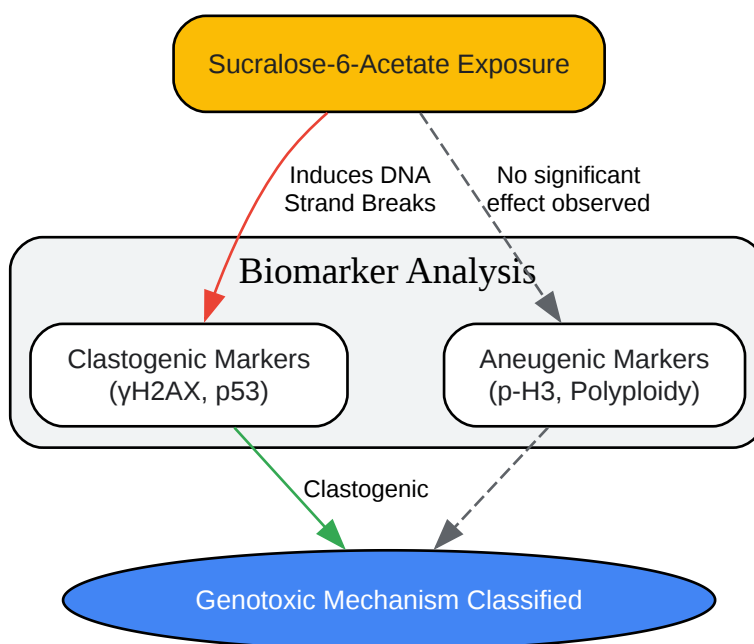 Sucralose-6-Acetate Exposure
Induces DNA
Strand Breaks
No significant
effect observed
Biomarker Analysis
Clastogenic Markers
(γH2AX, p53)
Aneugenic Markers
(p-H3, Polyploidy)
Clastogenic
Genotoxic Mechanism Classified